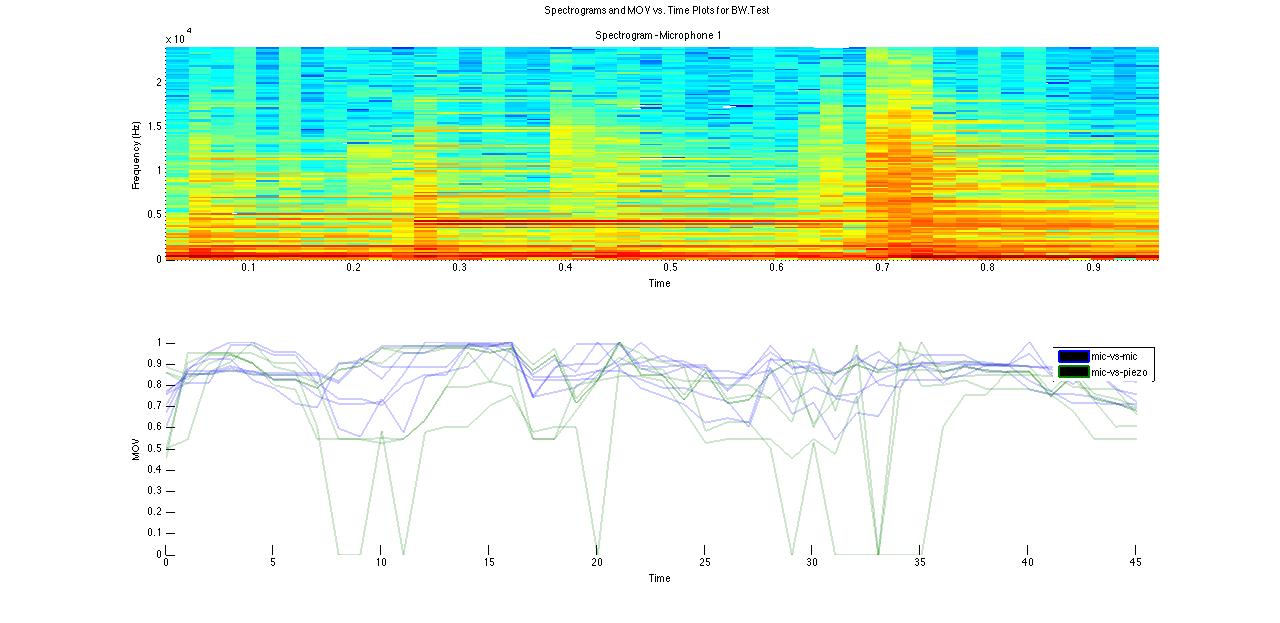 Spectrograms and MOV vs. Time Plots for BW.Test
Spectrogram - Microphone 1
x 10^4
2
1.5
1
0.5
0
Frequency (Hz)
0.1 0.2 0.3 0.4 0.5 0.6 0.7 0.8 0.9
Time
1
0.9
0.8
0.7
0.6
0.5
0.4
0.3
0.2
0.1
0
MOV
mic-vs-mic
mic-vs-piezo
0 5 10 15 20 25 30 35 40 45
Time